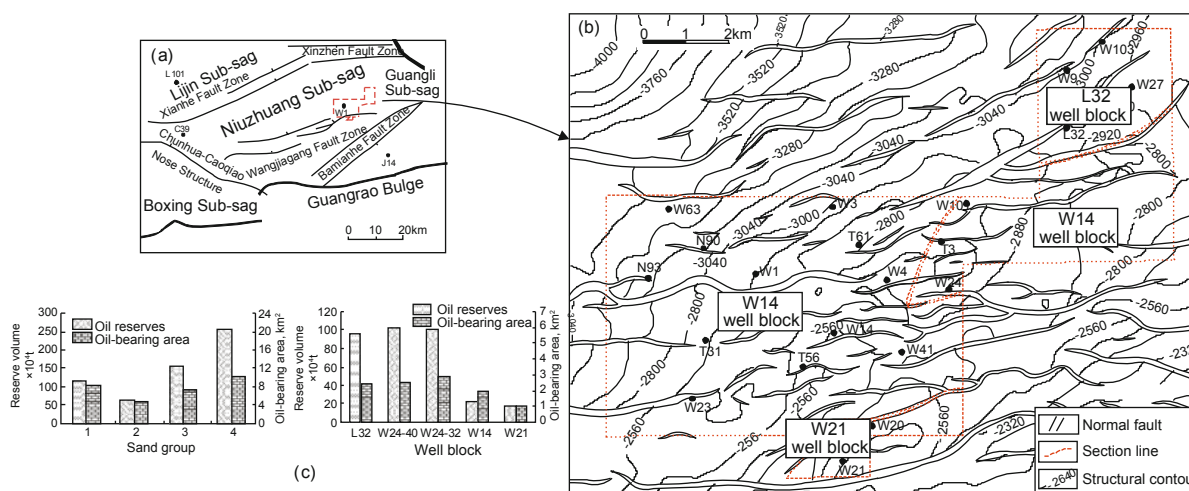 (a)
Xinzhen Fault Zone
L 101
Lijin Sub-sag
Xianhe Fault Zone
Guangli
Sub-sag
Niuzhuang Sub-sag
W1
C39
Chunhua-Caoqiao
Nose Structure
Wangjiagang Fault Zone
Bamianhe Fault Zone
J14
Boxing Sub-sag
Guangrao Bulge
0 20km
(b)
0 1 2km
-4000
-3760
-3520
-3520
-3520
-3280
-3280
-3280
-3040
-3040
-3040
-3040
-3000
-3000
-2960
-2920
-2800
-2800
-2800
-2800
-2800
-2800
-2880
-2560
-2560
-2560
-2560
-2560
-2560
-2320
W103
W9
W27
L32
well block
L32
W63
W3
W10
W14
well block
N90
T61
T3
N93
W1
W4
W24
W14
well block
W14
T31
W41
T56
W23
W21
well block
W20
W21
Normal fault
Section line
-2640
Structural contou
300
250
200
150
100
50
0
Reserve volume
×10⁴t
Oil reserves
Oil-bearing area
24
20
16
12
8
4
0
Oil-bearing area, km²
1 2 3 4
Sand group
120
100
80
60
40
20
0
Reserve volume
×10⁴t
Oil reserves
Oil-bearing area
7
6
5
4
3
2
1
0
Oil-bearing area, km²
L32 W24-40 W24-32 W14 W21
Well block
(c)